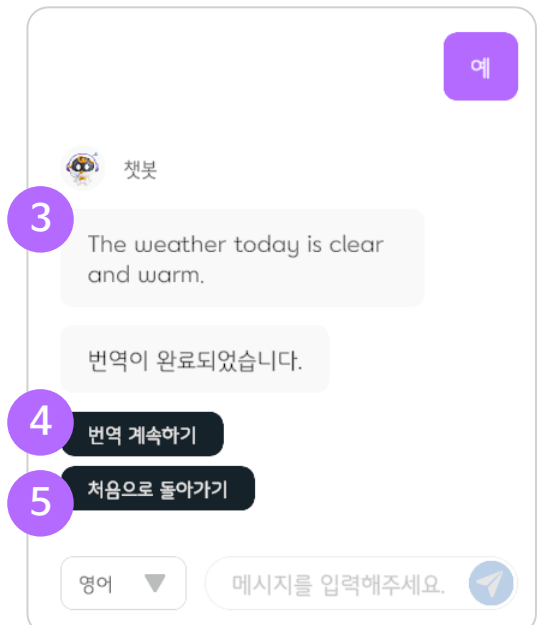 예
챗봇
3
The weather today is clear
and warm.
번역이 완료되었습니다.
4
번역 계속하기
5
처음으로 돌아가기
영어
메시지를 입력해주세요.